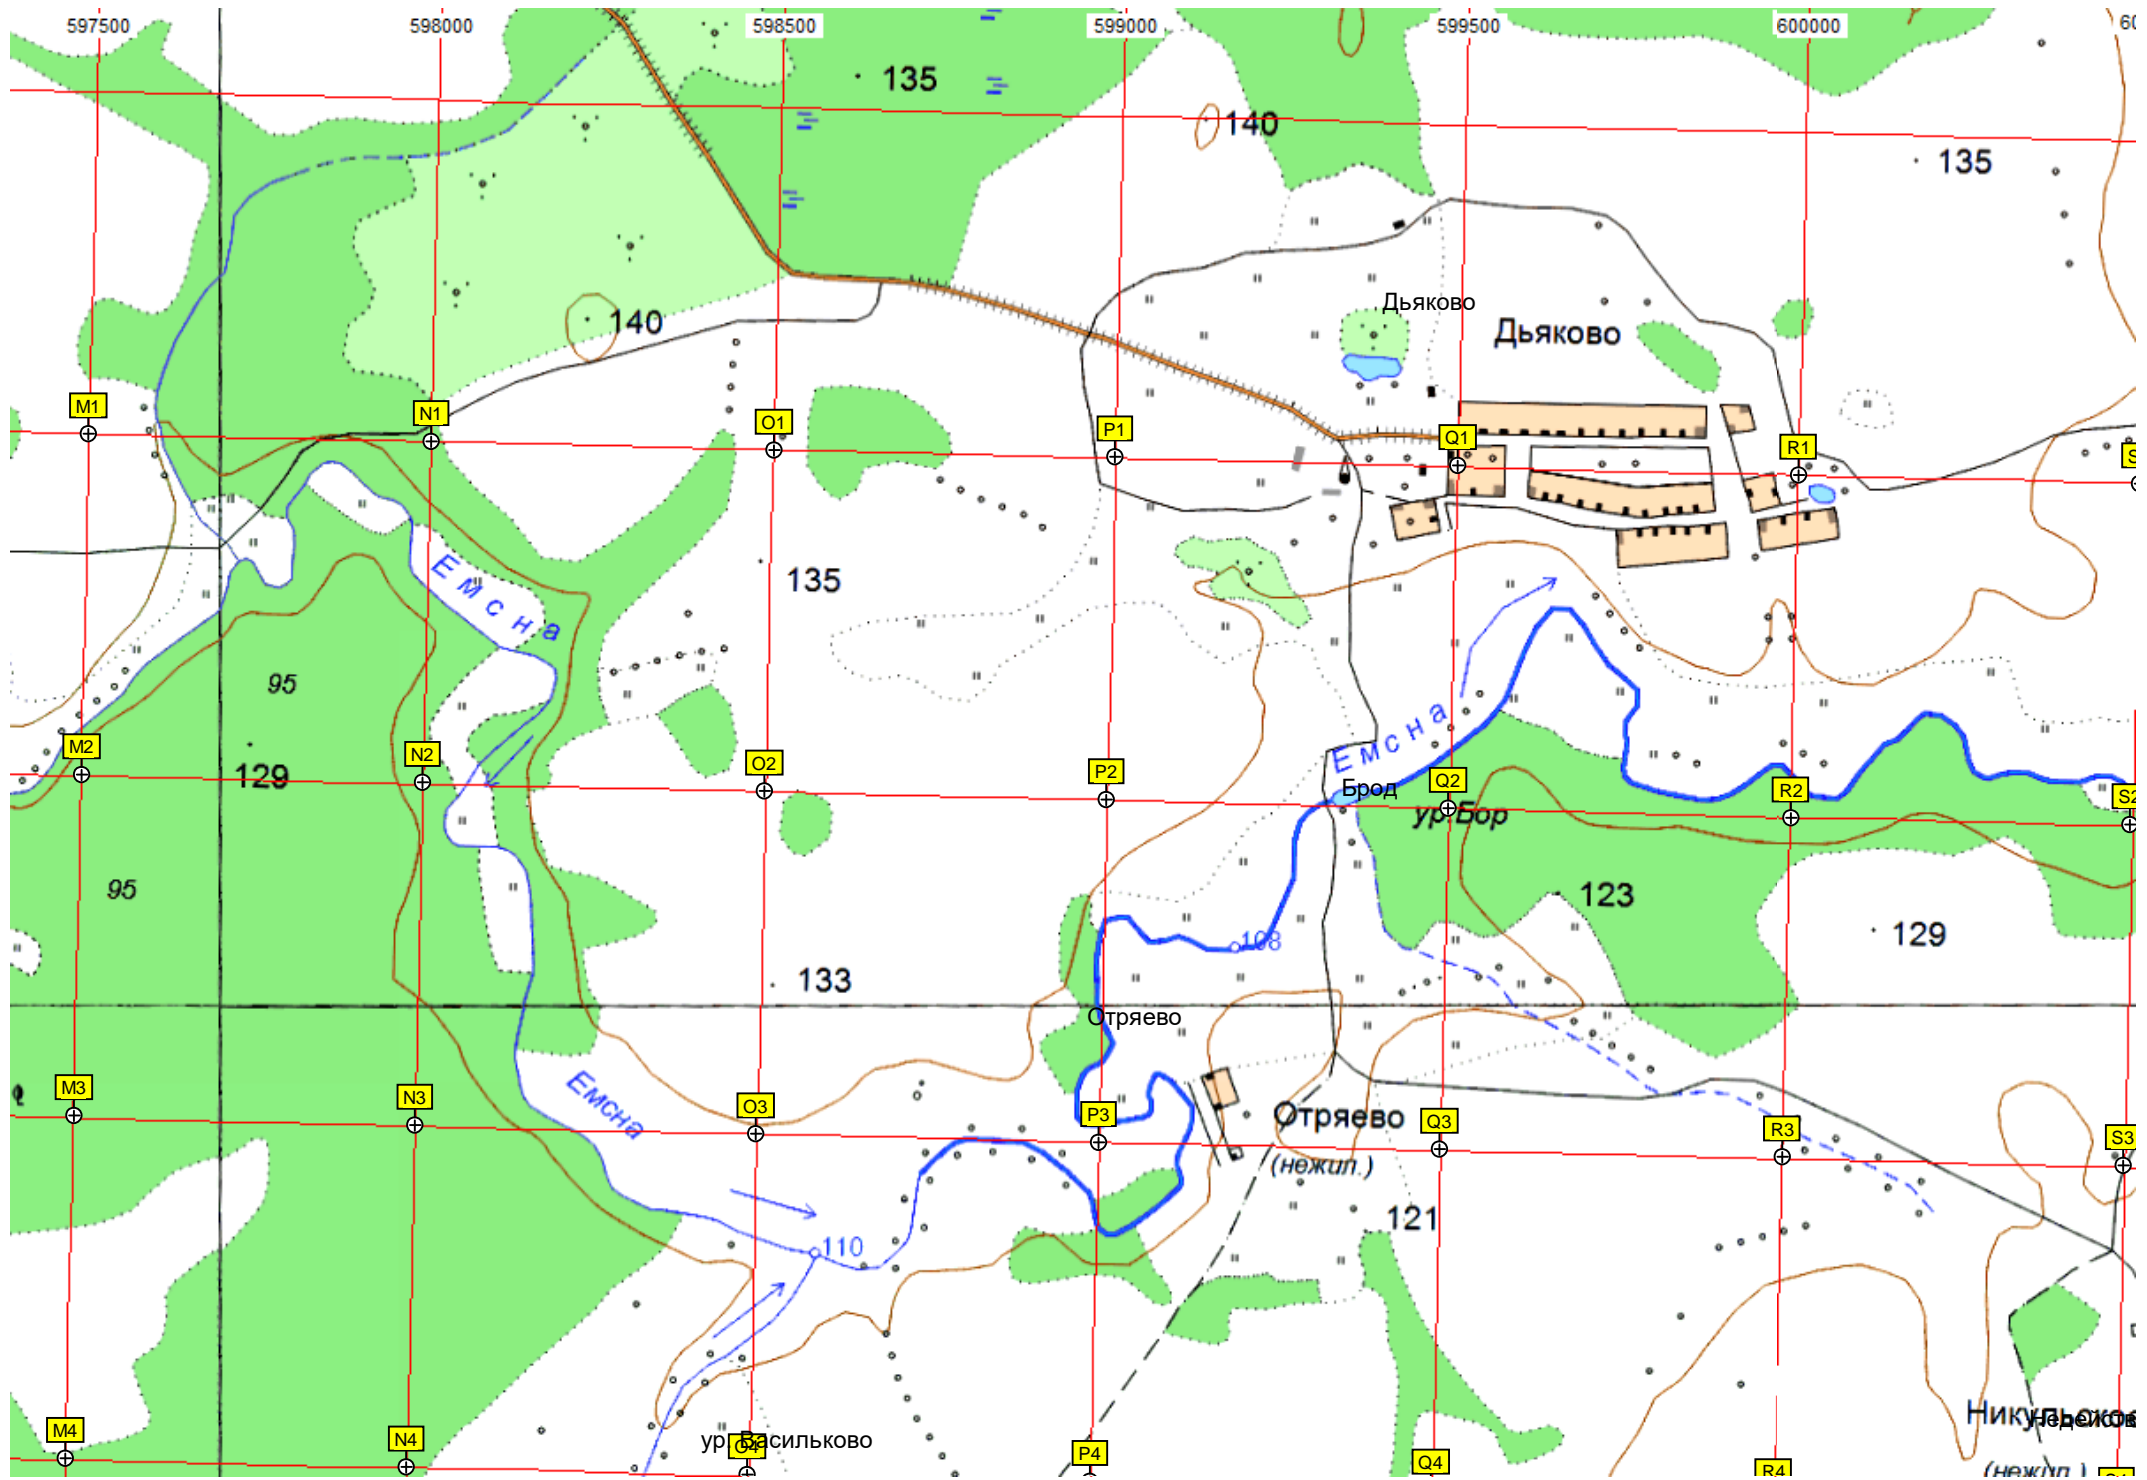 597500
598000
598500
599000
599500
600000
60
135
140
135
Дьяково
Дьяково
140
M1
N1
O1
P1
Q1
R1
S
Емсна
135
95
Емсна
M2
N2
O2
P2
Q2
R2
S2
129
Брод
ур. Бор
95
123
129
108
133
Отряево
M3
N3
O3
P3
Q3
R3
S3
Емсна
Отряево
(нежил.)
121
110
M4
N4
O4
P4
Q4
R4
ур. Васильково
(нежил.)